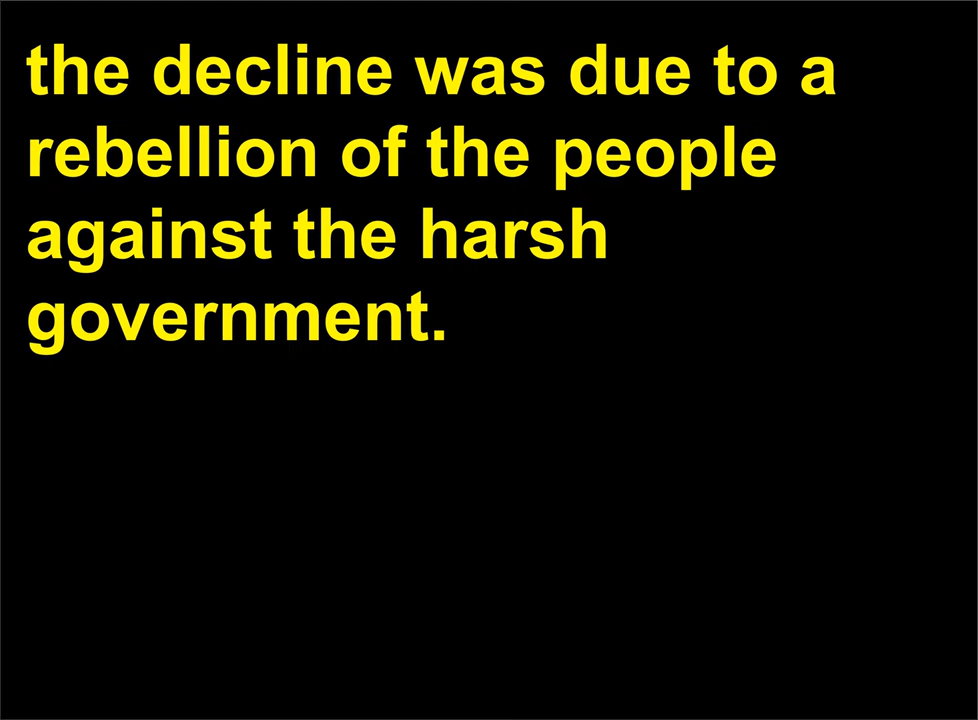 the decline was due to a
rebellion of the people
against the harsh
government.